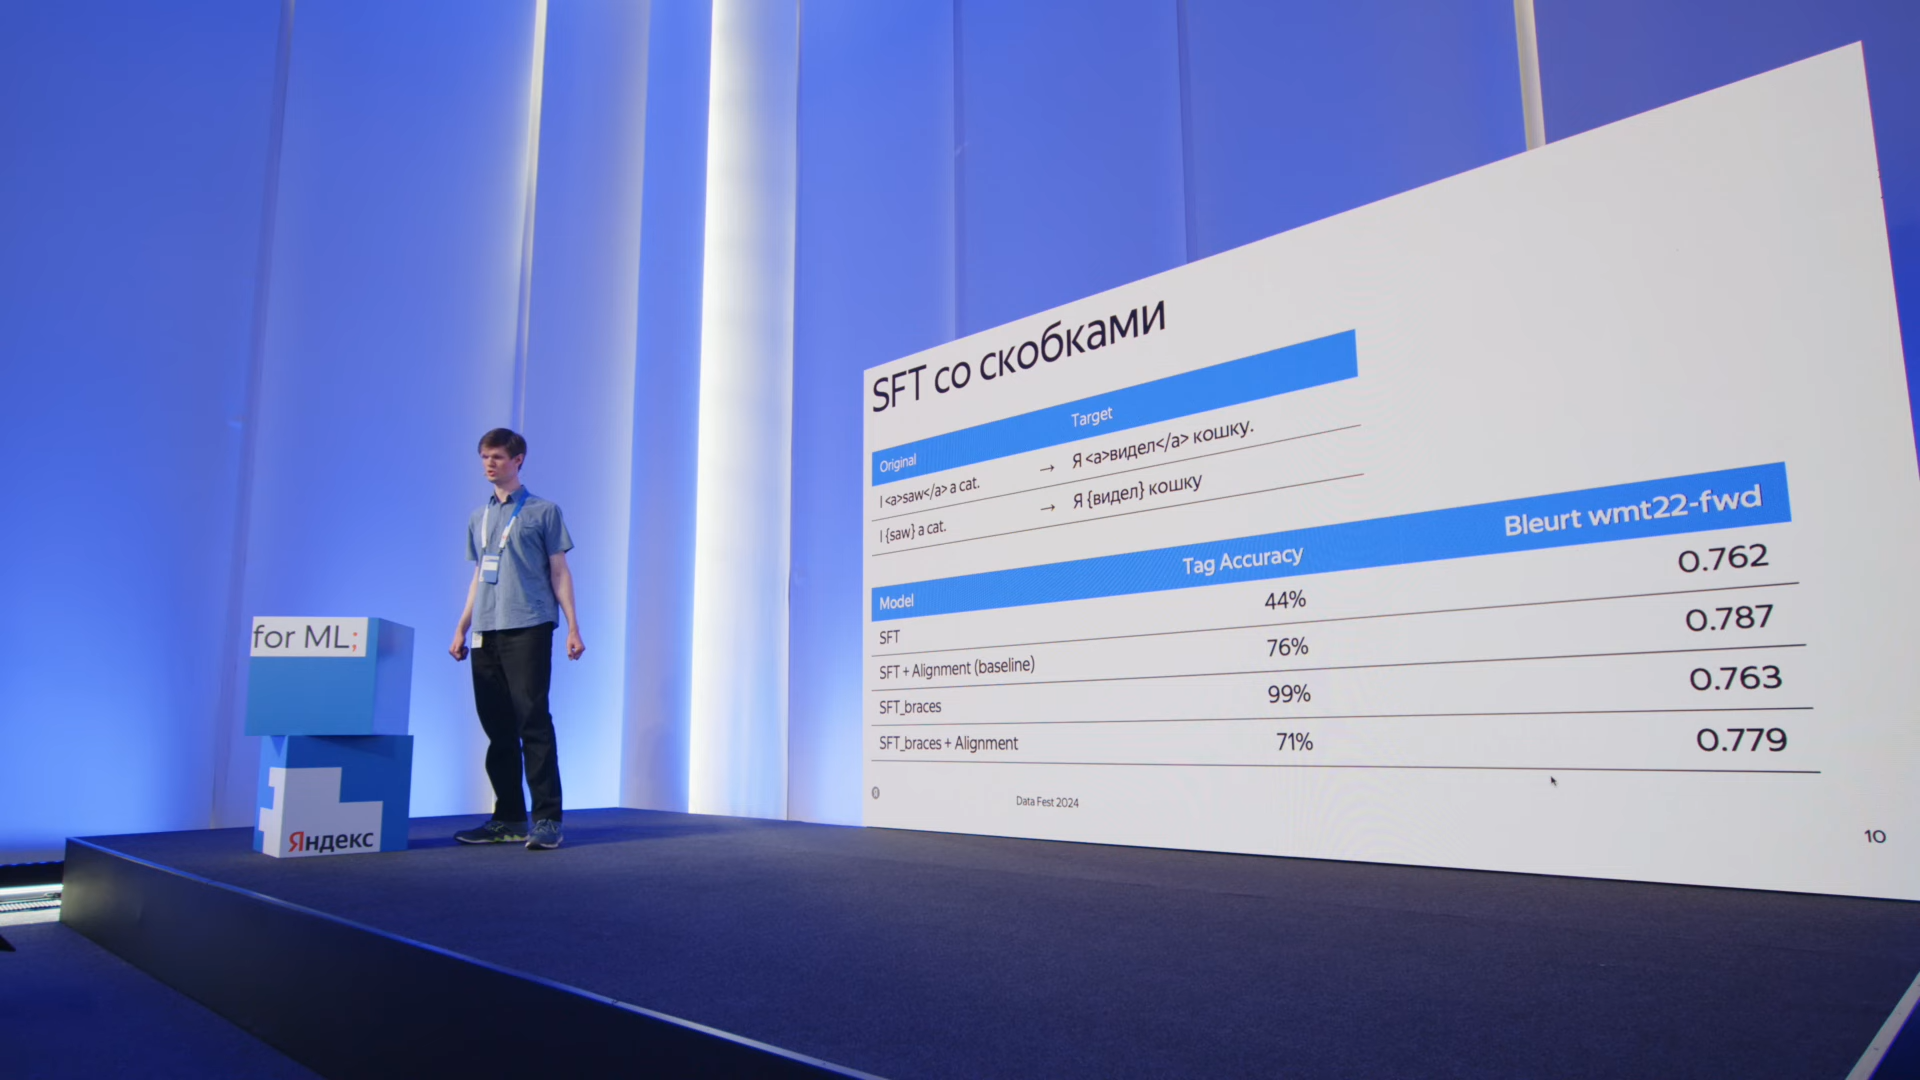 SFT со скобками
Original Target
I <a>saw</a> a cat. → Я <a>видел</a> кошку.
I {saw} a cat. → Я {видел} кошку
Model Tag Accuracy Bleurt wmt22-fwd
SFT 44% 0.762
SFT + Alignment (baseline) 76% 0.787
SFT_braces 99% 0.763
SFT_braces + Alignment 71% 0.779
Data Fest 2024
10
for ML;
Яндекс